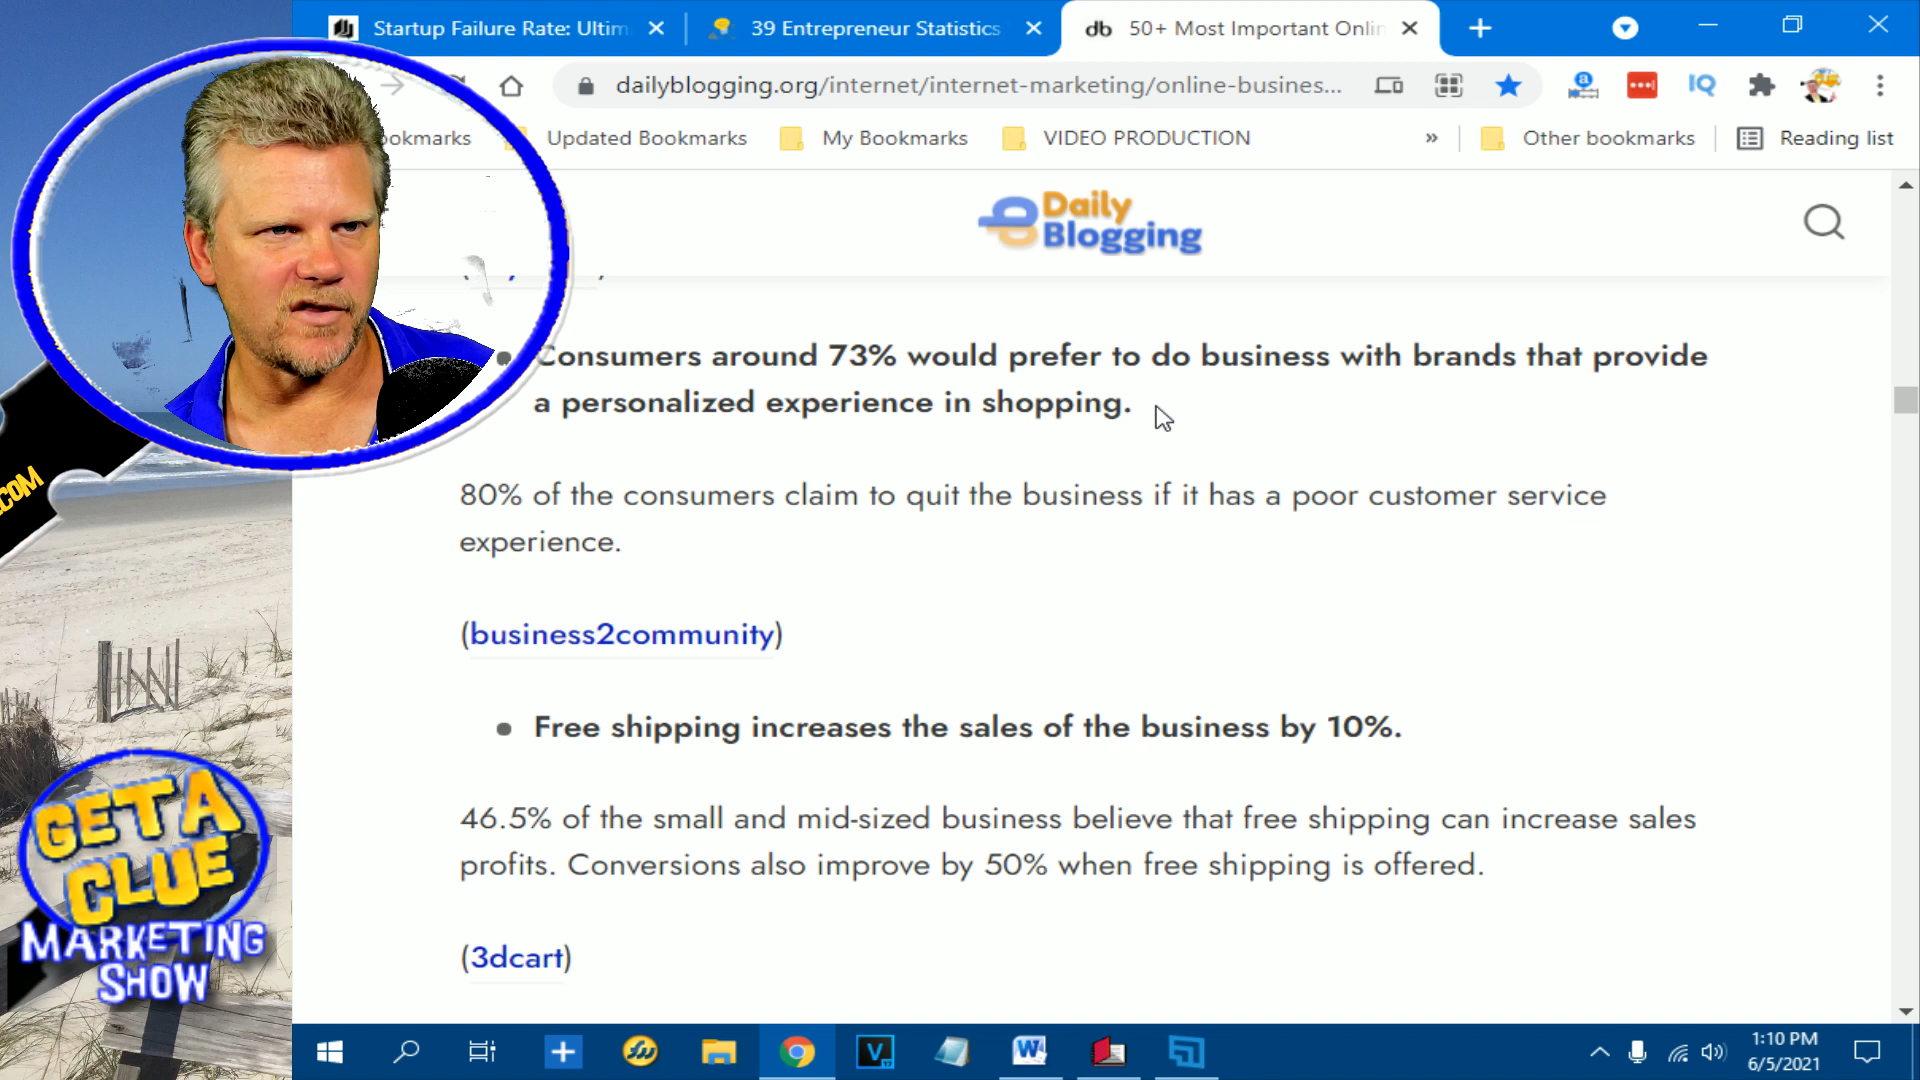 Startup Failure Rate: Ultim
39 Entrepreneur Statistics
db
50+ Most Important Onlin
dailyblogging.org/internet/internet-marketing/online-busines...
IQ
ookmarks
Updated Bookmarks
My Bookmarks
VIDEO PRODUCTION
»
Other bookmarks
Reading list
Daily
Blogging
Consumers around 73% would prefer to do business with brands that provide
a personalized experience in shopping.
80% of the consumers claim to quit the business if it has a poor customer service
experience.
(business2community)
Free shipping increases the sales of the business by 10%.
46.5% of the small and mid-sized business believe that free shipping can increase sales
profits. Conversions also improve by 50% when free shipping is offered.
(3dcart)
.COM
GET A
CLUE
MARKETING
SHOW
1:10 PM
6/5/2021